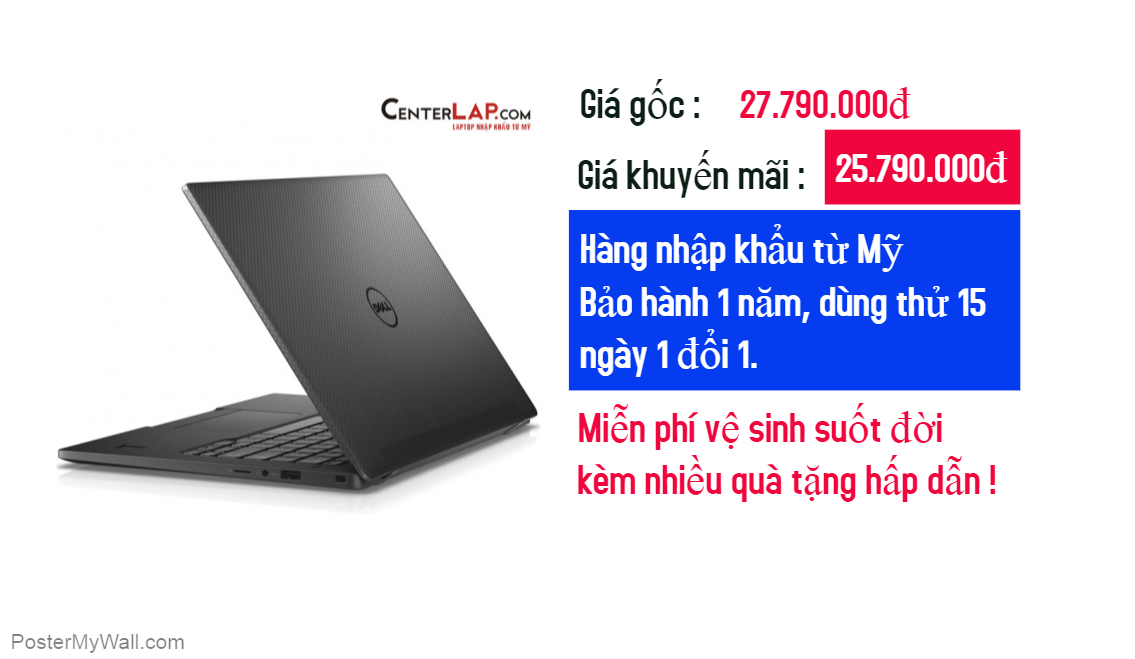 CENTERLAP.COM
LAPTOP NHẬP KHẨU TỪ MỸ
Giá gốc : 27.790.000đ
Giá khuyến mãi : 25.790.000đ
Hàng nhập khẩu từ Mỹ
Bảo hành 1 năm, dùng thử 15
ngày 1 đổi 1.
Miễn phí vệ sinh suốt đời
kèm nhiều quà tặng hấp dẫn !
DELL
PosterMyWall.com